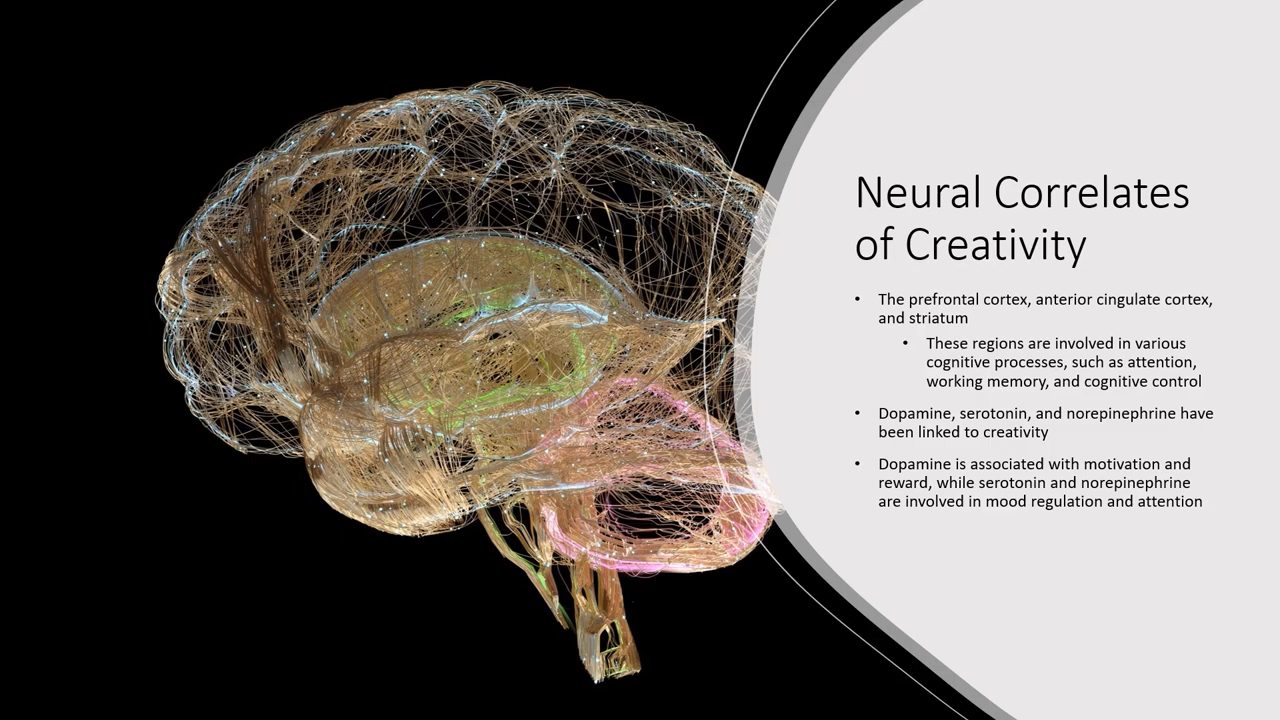 Neural Correlates
of Creativity
• The prefrontal cortex, anterior cingulate cortex,
and striatum
• These regions are involved in various
cognitive processes, such as attention,
working memory, and cognitive control
• Dopamine, serotonin, and norepinephrine have
been linked to creativity
• Dopamine is associated with motivation and
reward, while serotonin and norepinephrine
are involved in mood regulation and attention